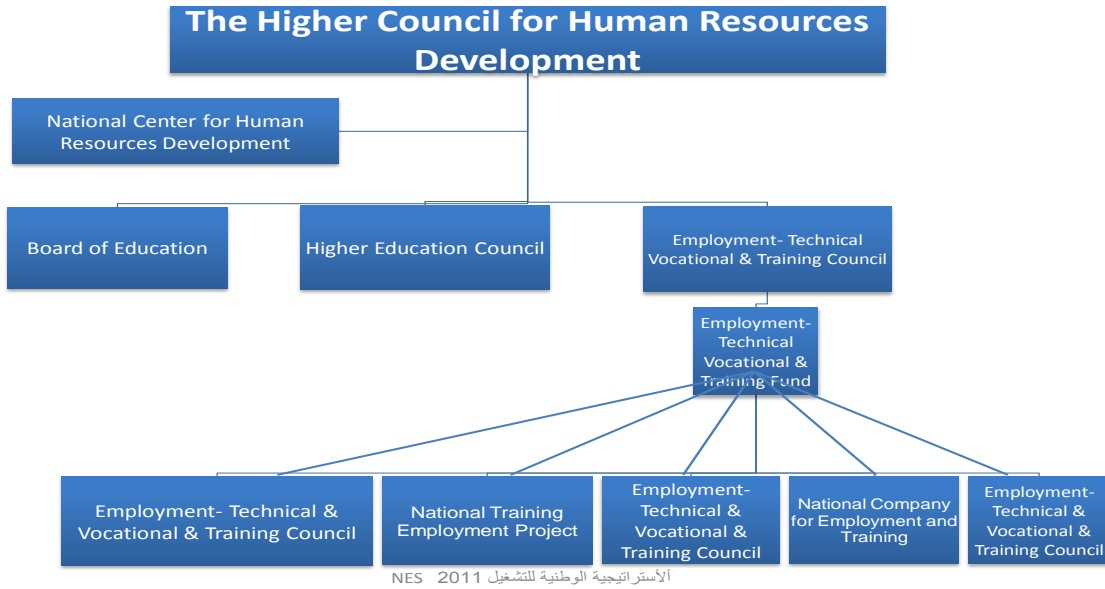 The Higher Council for Human Resources
Development
National Center for Human
Resources Development
Board of Education
Higher Education Council
Employment- Technical
Vocational & Training Council
Employment-
Technical
Vocational &
Training Fund
Employment- Technical &
Vocational & Training Council
National Training
Employment Project
Employment-
Technical &
Vocational &
Training Council
National Company
for Employment and
Training
Employment-
Technical &
Vocational &
Training Council
ألأستراتيجية الوطنية للتشغيل NES 2011